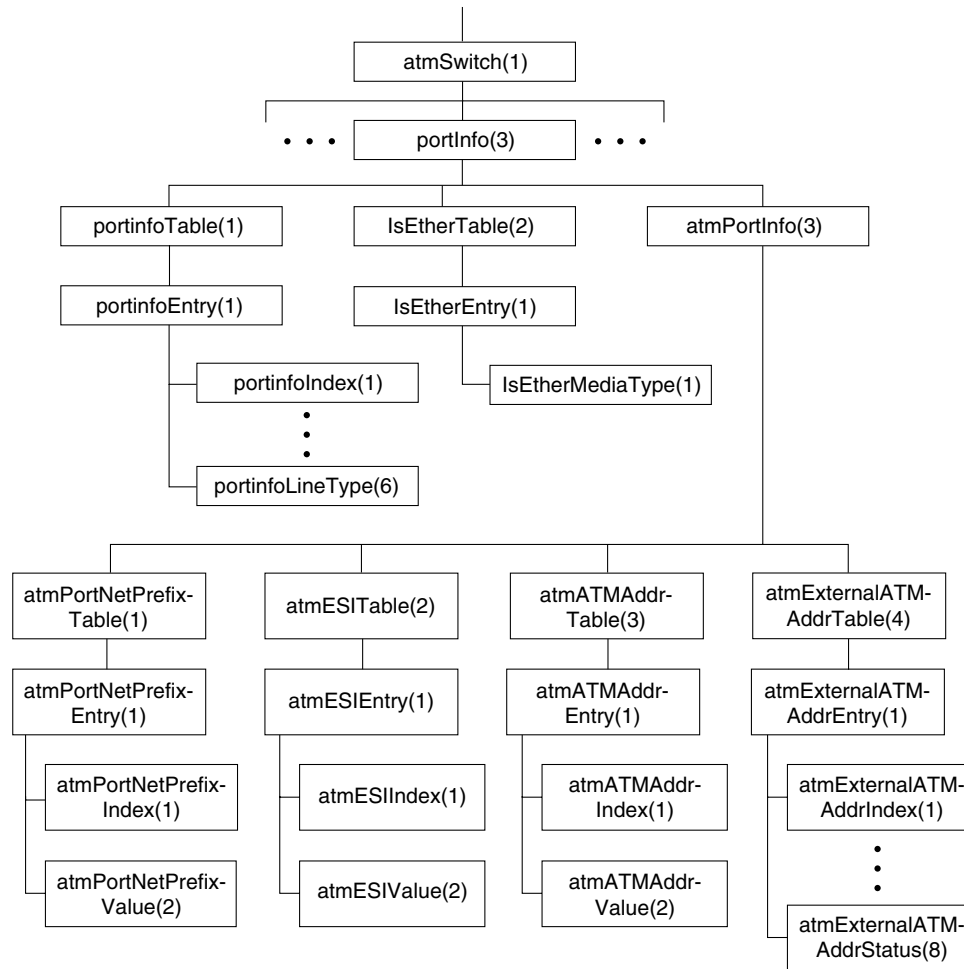 atmSwitch(1)
portInfo(3)
portinfoTable(1)
IsEtherTable(2)
atmPortInfo(3)
portinfoEntry(1)
IsEtherEntry(1)
portinfoIndex(1)
IsEtherMediaType(1)
portinfoLineType(6)
atmPortNetPrefix-
Table(1)
atmESITable(2)
atmATMAddr-
Table(3)
atmExternalATM-
AddrTable(4)
atmPortNetPrefix-
Entry(1)
atmESIEntry(1)
atmATMAddr-
Entry(1)
atmExternalATM-
AddrEntry(1)
atmPortNetPrefix-
Index(1)
atmESIIndex(1)
atmATMAddr-
Index(1)
atmExternalATM-
AddrIndex(1)
atmPortNetPrefix-
Value(2)
atmESIValue(2)
atmATMAddr-
Value(2)
atmExternalATM-
AddrStatus(8)